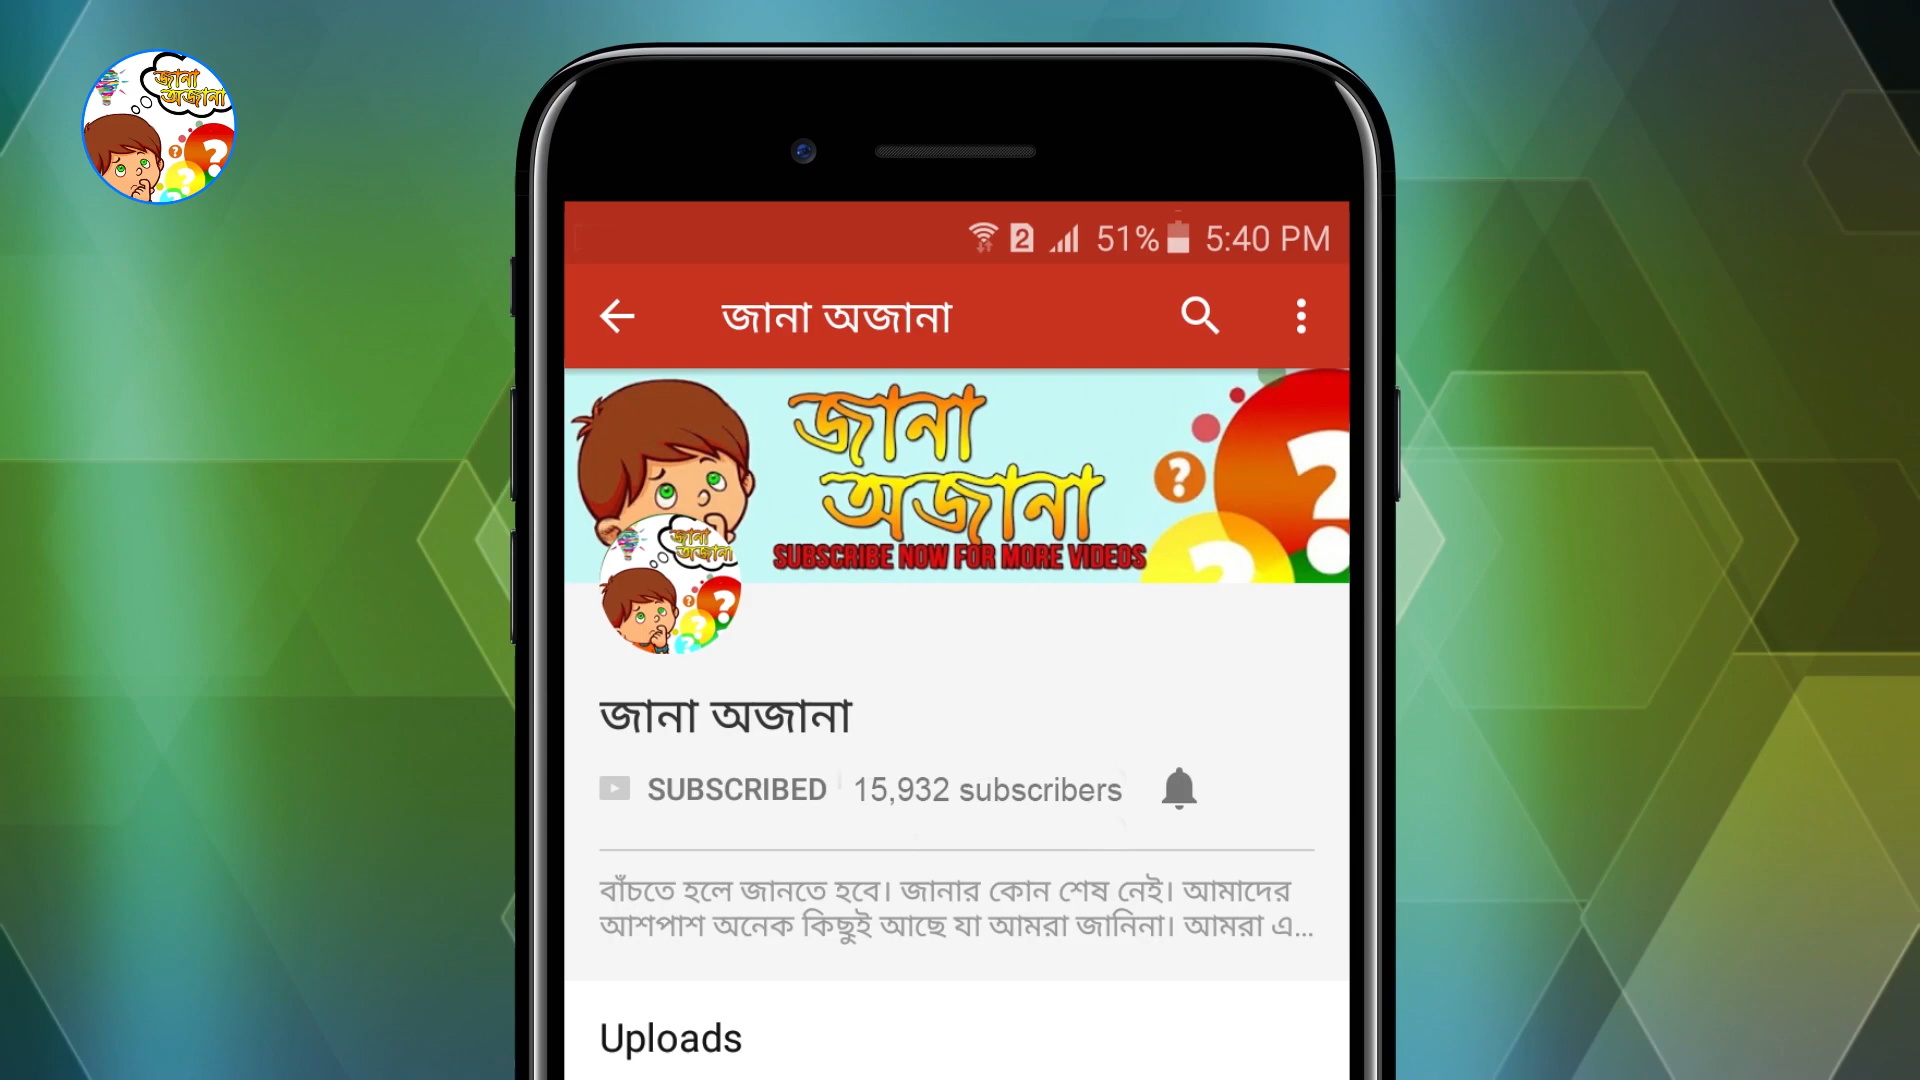 জানা
অজানা
2 51% 5:40 PM
জানা অজানা
জানা
অজানা
SUBSCRIBE NOW FOR MORE VIDEOS
জানা
অজানা
জানা অজানা
SUBSCRIBED 15,932 subscribers
বাঁচতে হলে জানতে হবে। জানার কোন শেষ নেই। আমাদের
আশপাশ অনেক কিছুই আছে যা আমরা জানিনা। আমরা এ...
Uploads